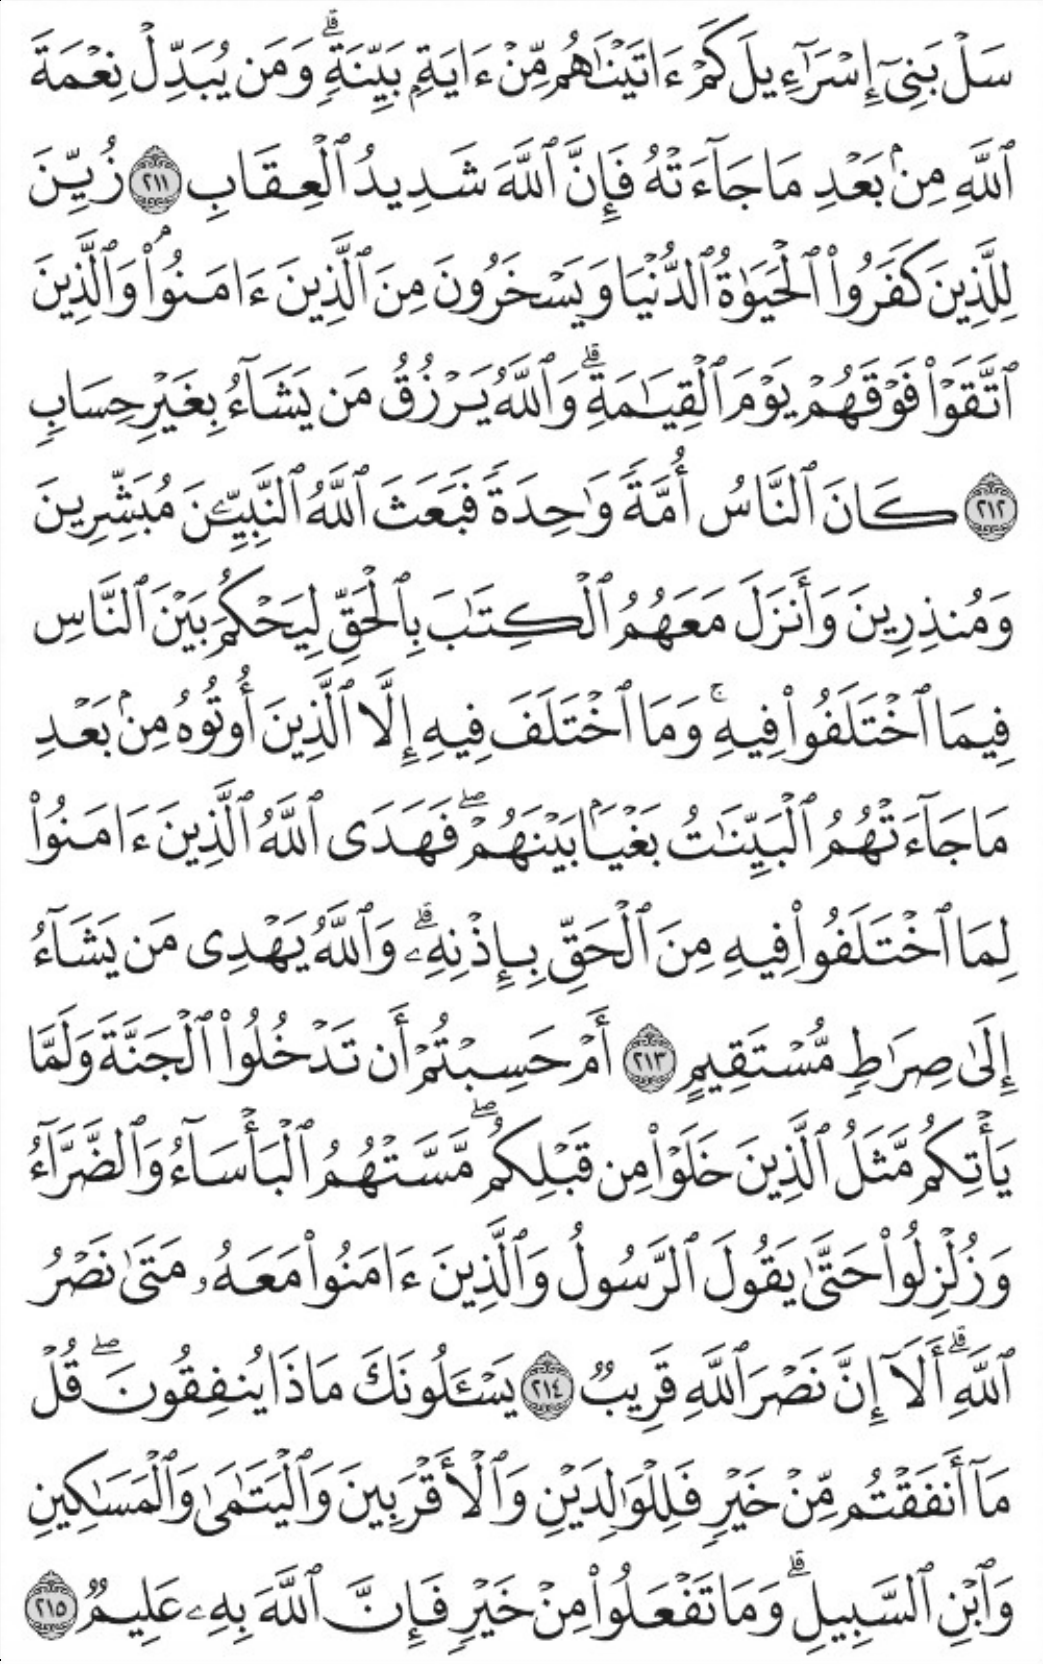 سَلْ بَنِىٓ إِسْرَٰٓءِيلَ كَمْ ءَاتَيْنَٰهُم مِّنْ ءَايَةٍۭ بَيِّنَةٍۗ وَمَن يُبَدِّلْ نِعْمَةَ
ٱللَّهِ مِنۢ بَعْدِ مَا جَآءَتْهُ فَإِنَّ ٱللَّهَ شَدِيدُ ٱلْعِقَابِ ٢١١ زُيِّنَ
لِلَّذِينَ كَفَرُوا۟ ٱلْحَيَوٰةُ ٱلدُّنْيَا وَيَسْخَرُونَ مِنَ ٱلَّذِينَ ءَامَنُوا۟ۘ وَٱلَّذِينَ
ٱتَّقَوْا۟ فَوْقَهُمْ يَوْمَ ٱلْقِيَٰمَةِۗ وَٱللَّهُ يَرْزُقُ مَن يَشَآءُ بِغَيْرِ حِسَابٍ
٢١٢ كَانَ ٱلنَّاسُ أُمَّةً وَٰحِدَةً فَبَعَثَ ٱللَّهُ ٱلنَّبِيِّـۧنَ مُبَشِّرِينَ
وَمُنذِرِينَ وَأَنزَلَ مَعَهُمُ ٱلْكِتَٰبَ بِٱلْحَقِّ لِيَحْكُمَ بَيْنَ ٱلنَّاسِ
فِيمَا ٱخْتَلَفُوا۟ فِيهِۚ وَمَا ٱخْتَلَفَ فِيهِ إِلَّا ٱلَّذِينَ أُوتُوهُ مِنۢ بَعْدِ
مَا جَآءَتْهُمُ ٱلْبَيِّنَٰتُ بَغْيَۢا بَيْنَهُمْۖ فَهَدَى ٱللَّهُ ٱلَّذِينَ ءَامَنُوا۟
لِمَا ٱخْتَلَفُوا۟ فِيهِ مِنَ ٱلْحَقِّ بِإِذْنِهِۦۗ وَٱللَّهُ يَهْدِى مَن يَشَآءُ
إِلَىٰ صِرَٰطٍ مُّسْتَقِيمٍ ٢١٣ أَمْ حَسِبْتُمْ أَن تَدْخُلُوا۟ ٱلْجَنَّةَ وَلَمَّا
يَأْتِكُم مَّثَلُ ٱلَّذِينَ خَلَوْا۟ مِن قَبْلِكُمۖ مَّسَّتْهُمُ ٱلْبَأْسَآءُ وَٱلضَّرَّآءُ
وَزُلْزِلُوا۟ حَتَّىٰ يَقُولَ ٱلرَّسُولُ وَٱلَّذِينَ ءَامَنُوا۟ مَعَهُۥ مَتَىٰ نَصْرُ
ٱللَّهِۗ أَلَآ إِنَّ نَصْرَ ٱللَّهِ قَرِيبٌ ٢١٤ يَسْـَٔلُونَكَ مَاذَا يُنفِقُونَۖ قُلْ
مَآ أَنفَقْتُم مِّنْ خَيْرٍ فَلِلْوَٰلِدَيْنِ وَٱلْأَقْرَبِينَ وَٱلْيَتَٰمَىٰ وَٱلْمَسَٰكِينِ
وَٱبْنِ ٱلسَّبِيلِۗ وَمَا تَفْعَلُوا۟ مِنْ خَيْرٍ فَإِنَّ ٱللَّهَ بِهِۦ عَلِيمٌ ٢١٥